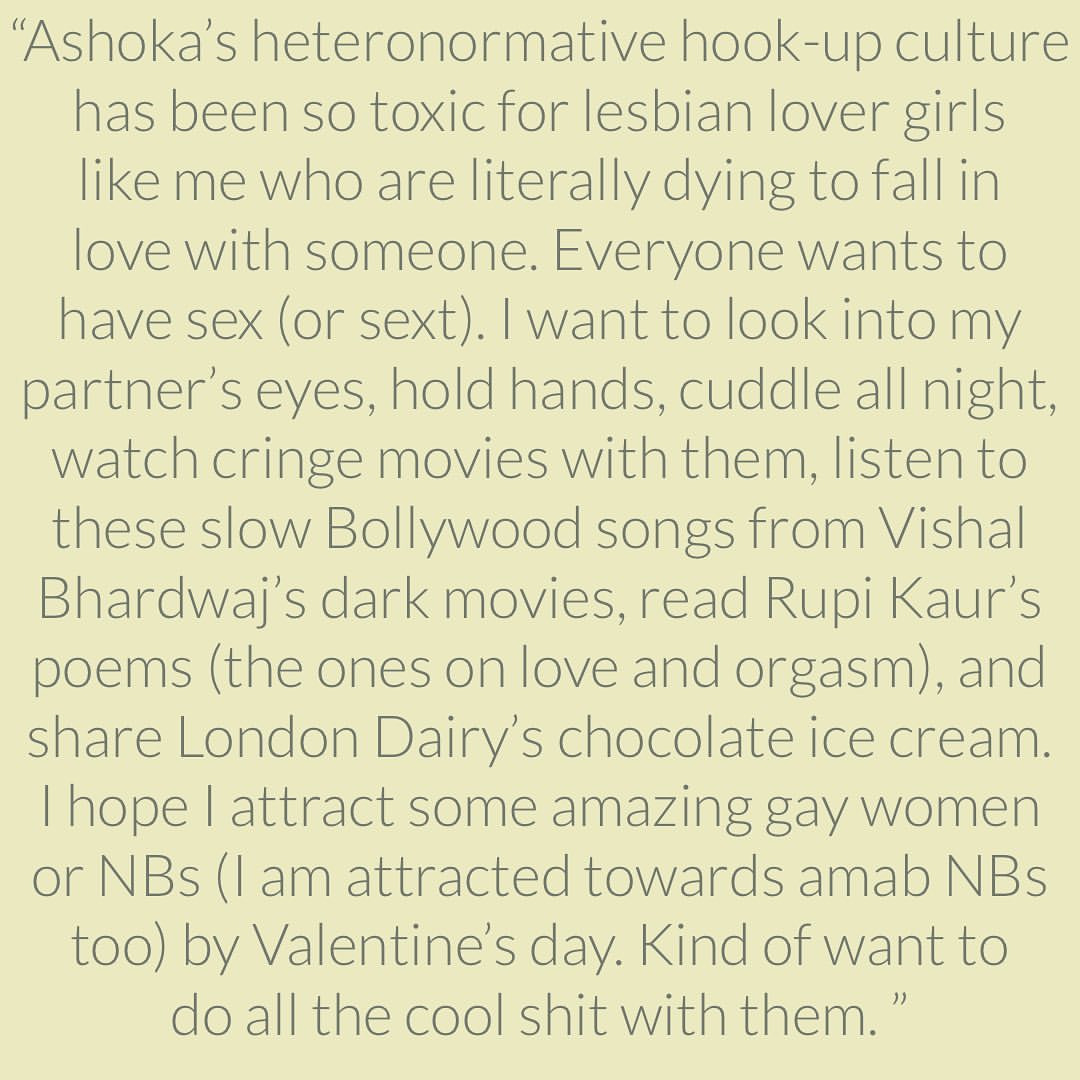 “Ashoka’s heteronormative hook-up culture
has been so toxic for lesbian lover girls
like me who are literally dying to fall in
love with someone. Everyone wants to
have sex (or sext). I want to look into my
partner’s eyes, hold hands, cuddle all night,
watch cringe movies with them, listen to
these slow Bollywood songs from Vishal
Bhardwaj’s dark movies, read Rupi Kaur’s
poems (the ones on love and orgasm), and
share London Dairy’s chocolate ice cream.
I hope I attract some amazing gay women
or NBs (I am attracted towards amab NBs
too) by Valentine’s day. Kind of want to
do all the cool shit with them. ”